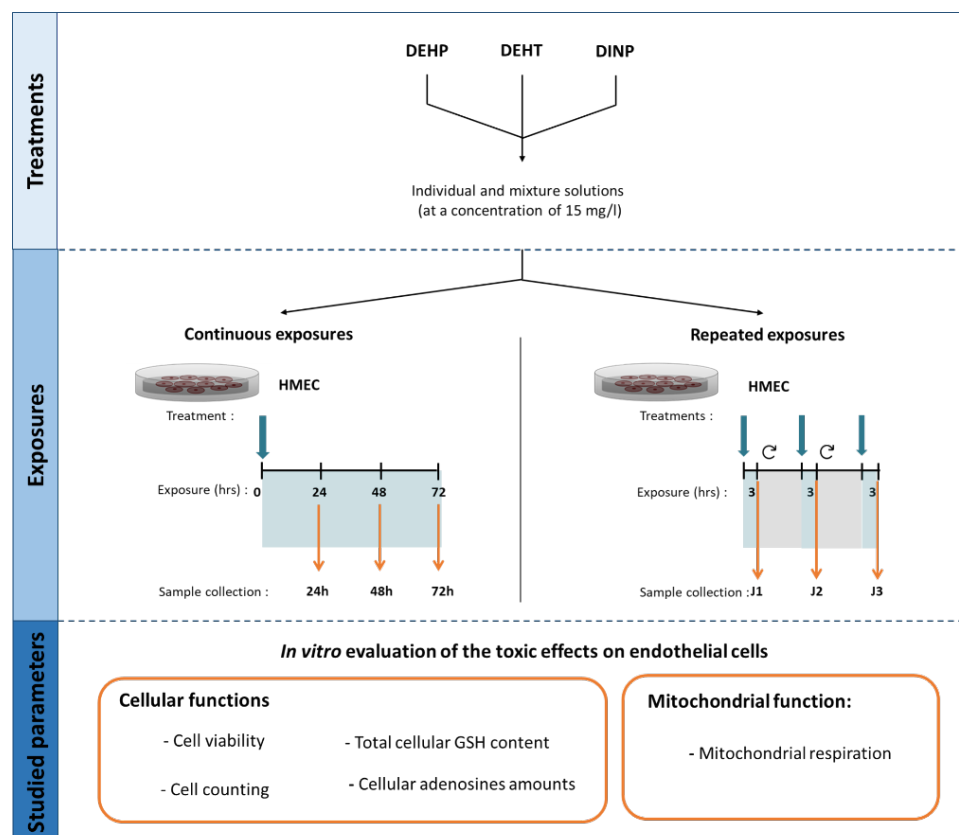 Treatments
DEHP DEHT DINP
Individual and mixture solutions
(at a concentration of 15 mg/l)
Exposures
Continuous exposures
HMEC
Treatment :
Exposure (hrs) : 0 24 48 72
Sample collection : 24h 48h 72h
Repeated exposures
HMEC
Treatments :
Exposure (hrs) : 3 3 3
Sample collection : J1 J2 J3
Studied parameters
In vitro evaluation of the toxic effects on endothelial cells
Cellular functions
- Cell viability
- Cell counting
- Total cellular GSH content
- Cellular adenosines amounts
Mitochondrial function:
- Mitochondrial respiration